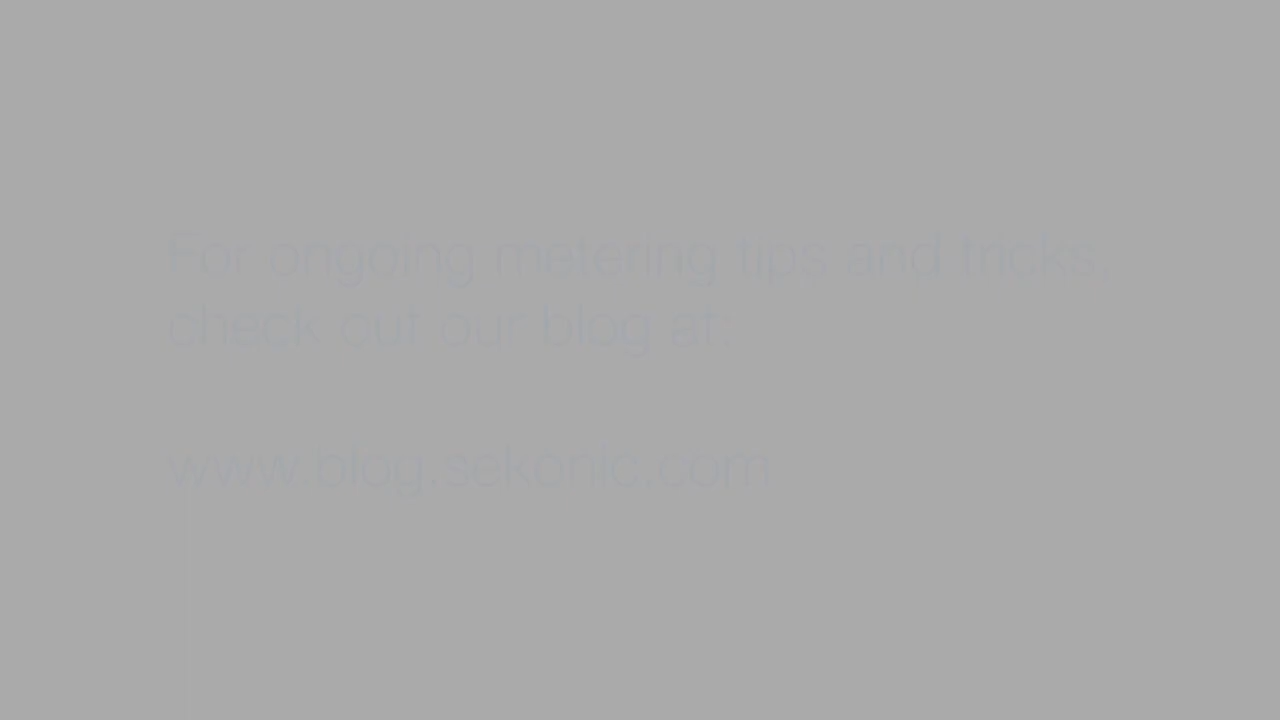 For ongoing metering tips and tricks,
check out our blog at:
www.blog.sekonic.com